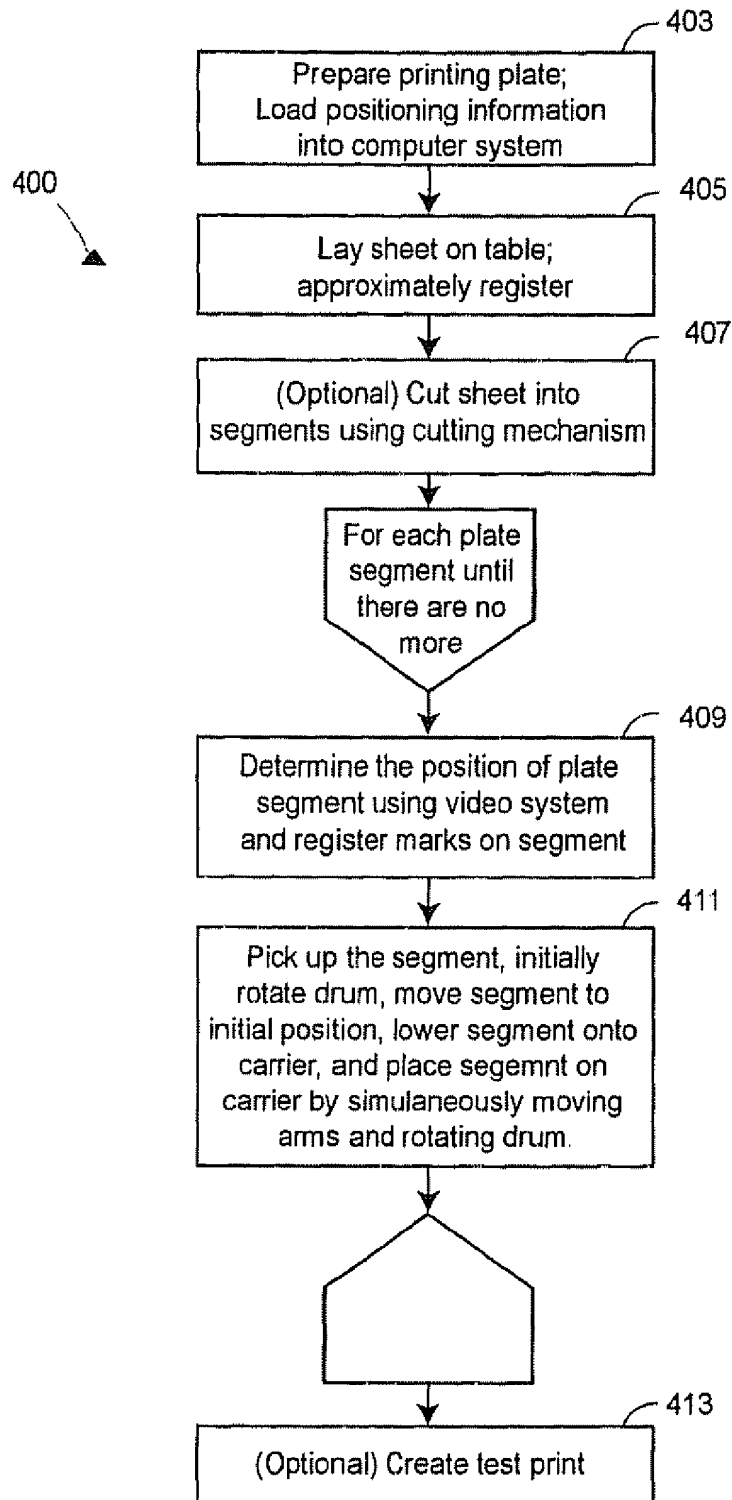 403
Prepare printing plate;
Load positioning information
into computer system
400
405
Lay sheet on table;
approximately register
407
(Optional) Cut sheet into
segments using cutting mechanism
For each plate
segment until
there are no
more
409
Determine the position of plate
segment using video system
and register marks on segment
411
Pick up the segment, initially
rotate drum, move segment to
initial position, lower segment onto
carrier, and place segemnt on
carrier by simulaneously moving
arms and rotating drum.
413
(Optional) Create test print